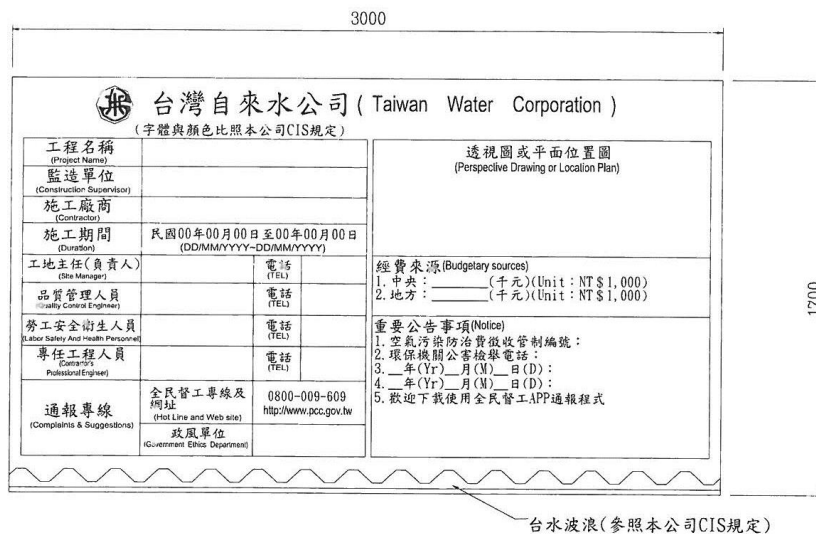 3000
台灣自來水公司(Taiwan Water Corporation)
(字體與顏色比照本公司CIS規定)
工程名稱
(Project Name)
監造單位
(Construction Supervisor)
施工廠商
(Contractor)
施工期間
(Duration)
民國00年00月00日至00年00月00日
(DD/MM/YYYY~DD/MM/YYYY)
工地主任(負責人)
(Site Manager)
電話
(TEL)
品質管理人員
(Quality Control Engineer)
電話
(TEL)
勞工安全衛生人員
(Labor Safety And Health Personnel)
電話
(TEL)
專任工程人員
(Contractor's
Professional Engineer)
電話
(TEL)
通報專線
(Complaints & Suggestions)
全民督工專線及
網址
(Hot Line and Web site)
0800-009-609
http://www.pcc.gov.tw
政風單位
(Government Ethics Department)
透視圖或平面位置圖
(Perspective Drawing or Location Plan)
經費來源(Budgetary sources)
1.中央：______(千元)(Unit：NT$1,000)
2.地方：______(千元)(Unit：NT$1,000)
重要公告事項(Notice)
1.空氣污染防治費徵收管制編號：
2.環保機關公害檢舉電話：
3.__年(Yr)__月(M)__日(D)：
4.__年(Yr)__月(M)__日(D)：
5.歡迎下載使用全民督工APP通報程式
1700
台水波浪(參照本公司CIS規定)